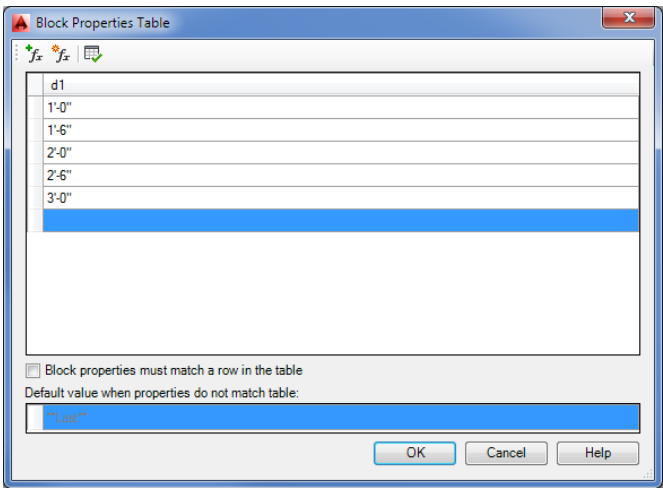 Block Properties Table
d1
1'-0"
1'-6"
2'-0"
2'-6"
3'-0"
Block properties must match a row in the table
Default value when properties do not match table:
**Last**
OK Cancel Help